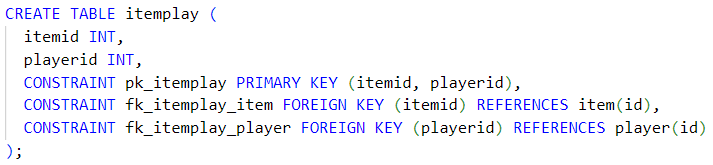 CREATE TABLE itemplay (
  itemid INT,
  playerid INT,
  CONSTRAINT pk_itemplay PRIMARY KEY (itemid, playerid),
  CONSTRAINT fk_itemplay_item FOREIGN KEY (itemid) REFERENCES item(id),
  CONSTRAINT fk_itemplay_player FOREIGN KEY (playerid) REFERENCES player(id)
);